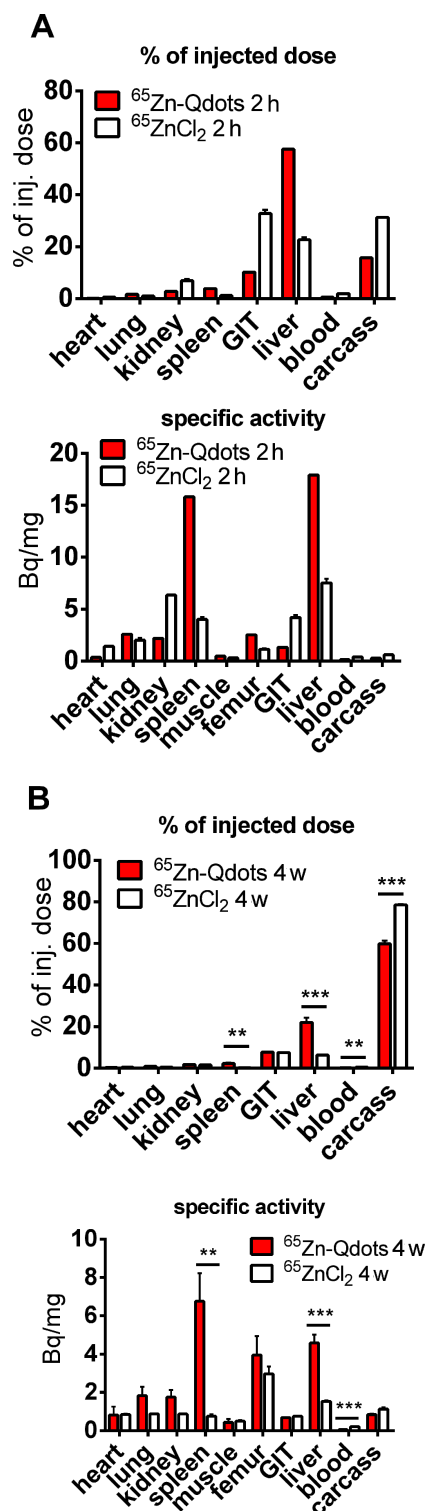 A
% of injected dose
% of inj. dose
80
60
40
20
0
⁶⁵Zn-Qdots 2 h
⁶⁵ZnCl₂ 2 h
heart
lung
kidney
spleen
GIT
liver
blood
carcass
specific activity
Bq/mg
20
15
10
5
0
⁶⁵Zn-Qdots 2 h
⁶⁵ZnCl₂ 2 h
heart
lung
kidney
spleen
muscle
femur
GIT
liver
blood
carcass
B
% of injected dose
% of inj. dose
100
80
60
40
20
0
⁶⁵Zn-Qdots 4 w
⁶⁵ZnCl₂ 4 w
**
***
**
***
heart
lung
kidney
spleen
GIT
liver
blood
carcass
specific activity
Bq/mg
10
8
6
4
2
0
⁶⁵Zn-Qdots 4 w
⁶⁵ZnCl₂ 4 w
**
***
***
heart
lung
kidney
spleen
muscle
femur
GIT
liver
blood
carcass